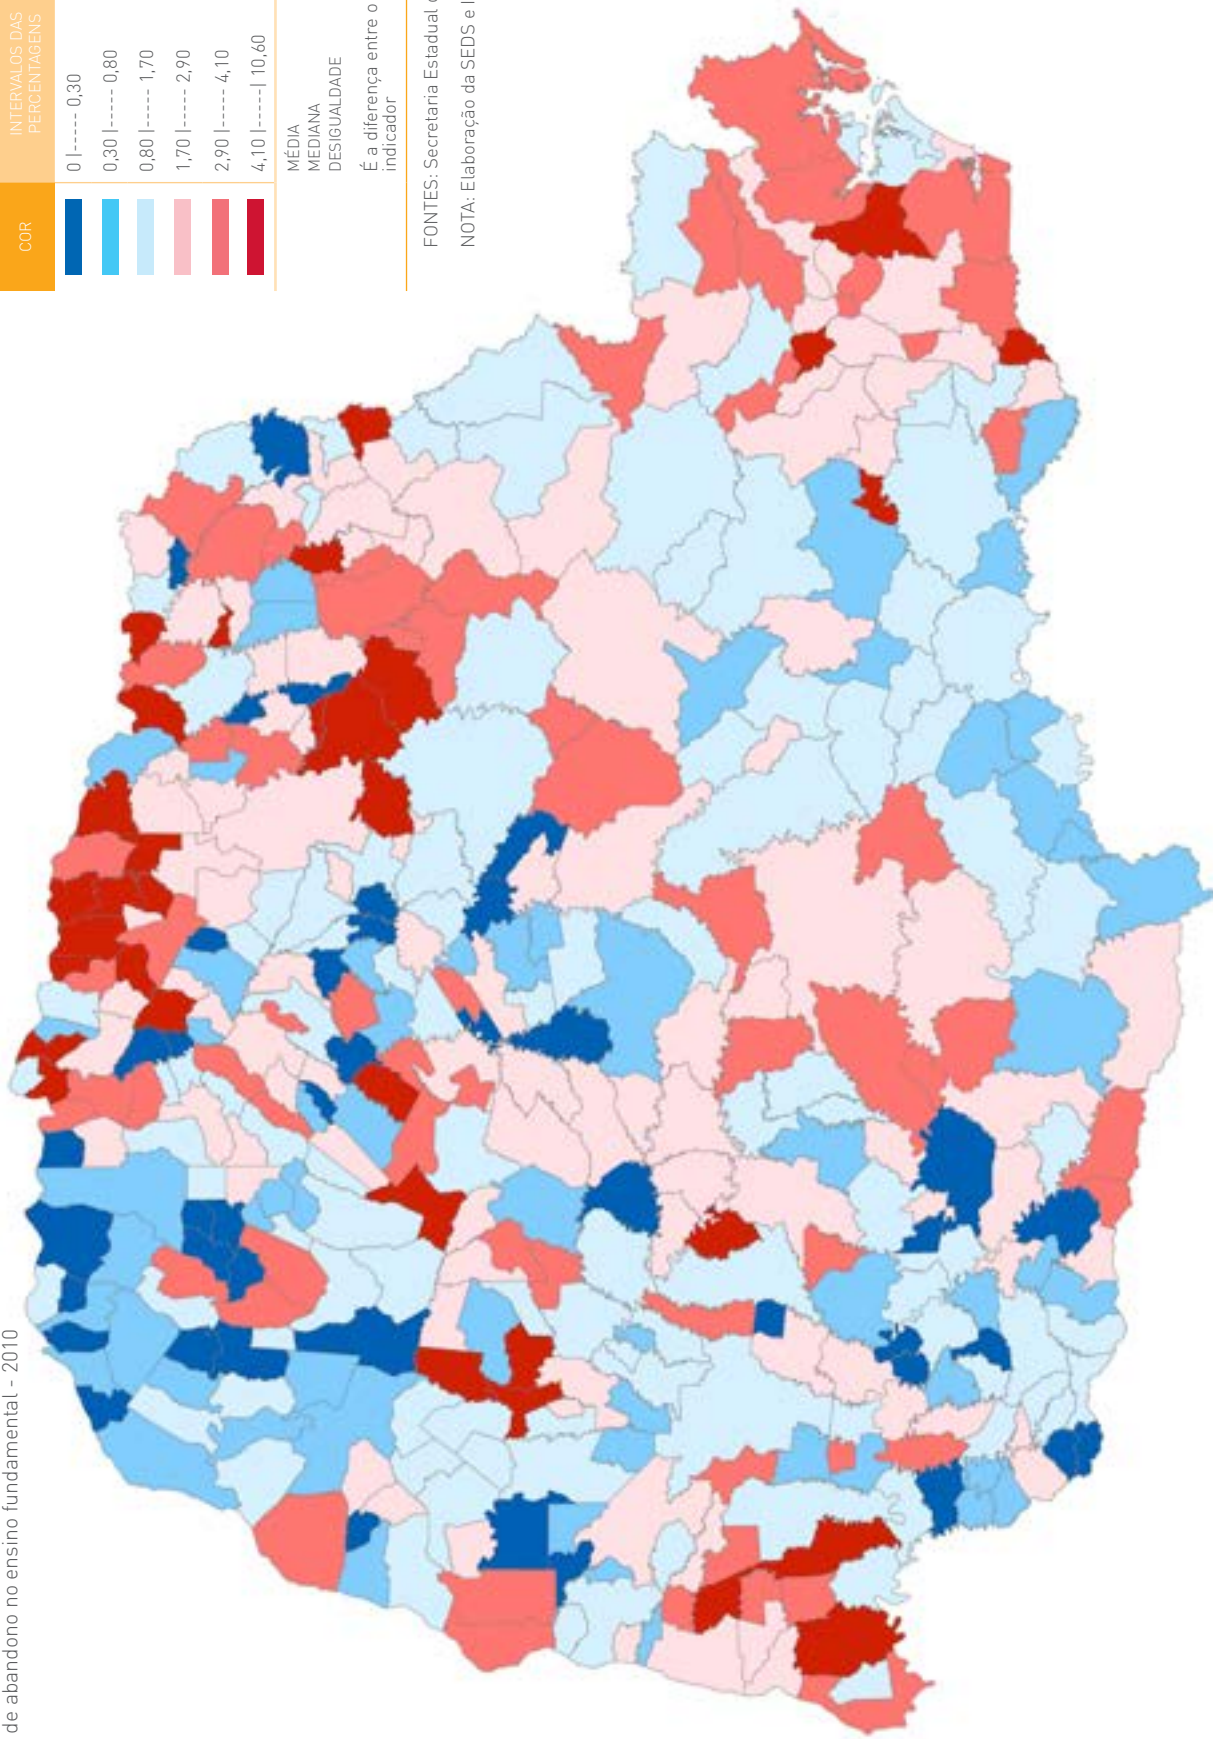 de abandono no ensino fundamental - 2010
COR
INTERVALOS DAS
PERCENTAGENS
0 |----- 0,30
0,30 |----- 0,80
0,80 |----- 1,70
1,70 |----- 2,90
2,90 |----- 4,10
4,10 |-----| 10,60
MÉDIA
MEDIANA
DESIGUALDADE
É a diferença entre o
indicador
FONTES: Secretaria Estadual
NOTA: Elaboração da SEDS e